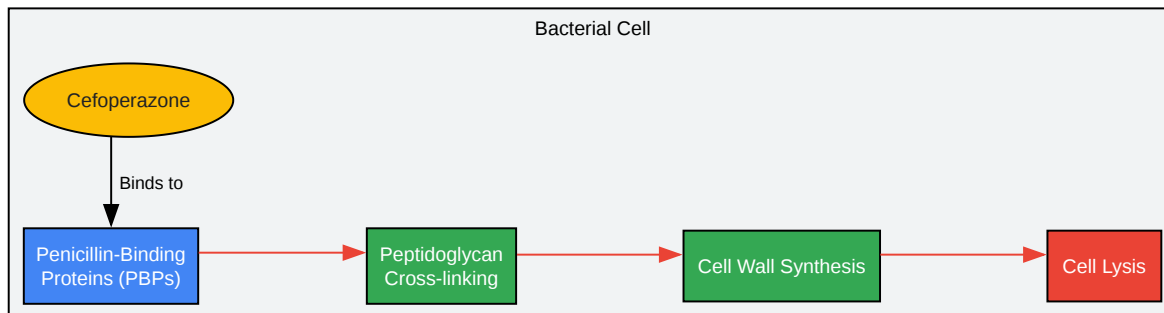 Bacterial Cell
Cefoperazone
Binds to
Penicillin-Binding
Proteins (PBPs)
Peptidoglycan
Cross-linking
Cell Wall Synthesis
Cell Lysis